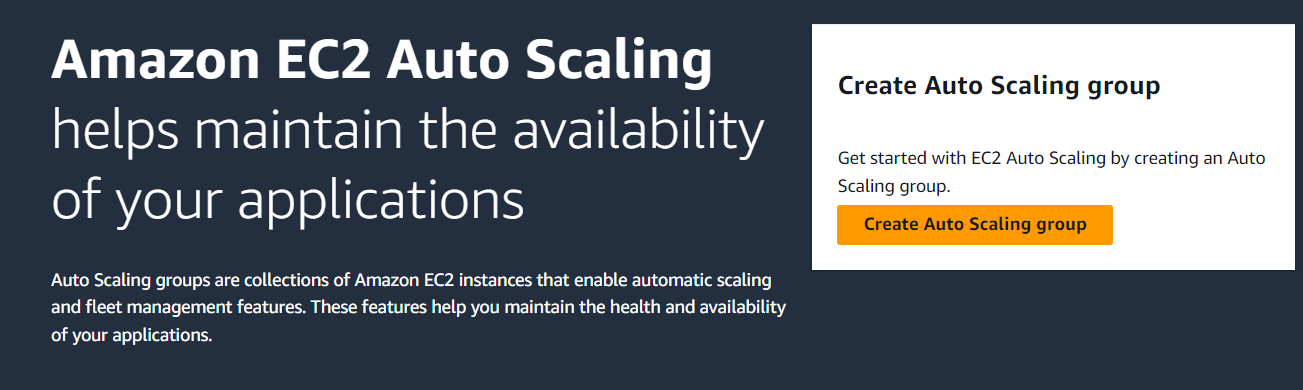 Amazon EC2 Auto Scaling
helps maintain the availability
of your applications
Auto Scaling groups are collections of Amazon EC2 instances that enable automatic scaling
and fleet management features. These features help you maintain the health and availability
of your applications.
Create Auto Scaling group
Get started with EC2 Auto Scaling by creating an Auto
Scaling group.
Create Auto Scaling group